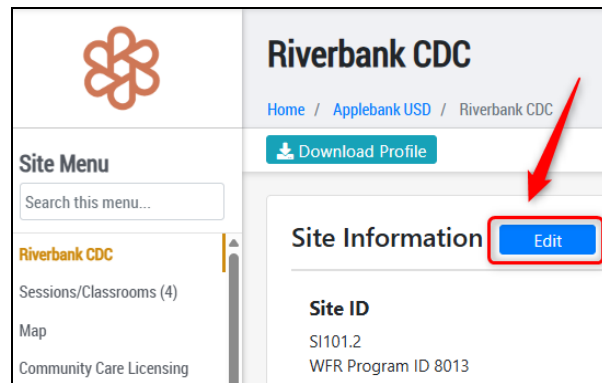 Riverbank CDC
Home / Applebank USD / Riverbank CDC
Download Profile
Site Menu
Search this menu...
Riverbank CDC
Sessions/Classrooms (4)
Map
Community Care Licensing
Site Information
Edit
Site ID
SI101.2
WFR Program ID 8013